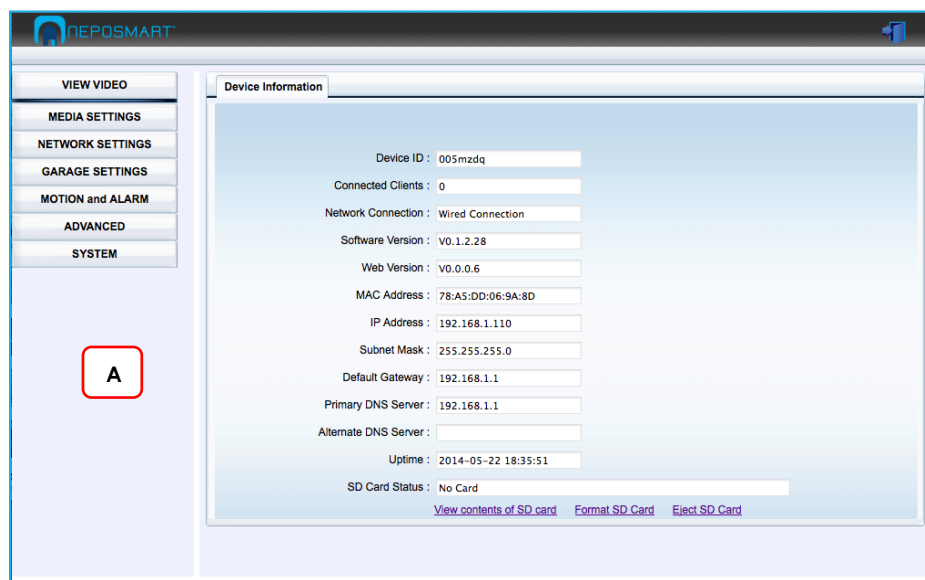 NEPOSMART
VIEW VIDEO
MEDIA SETTINGS
NETWORK SETTINGS
GARAGE SETTINGS
MOTION and ALARM
ADVANCED
SYSTEM
A
Device Information
Device ID : 005mzdq
Connected Clients : 0
Network Connection : Wired Connection
Software Version : V0.1.2.28
Web Version : V0.0.0.6
MAC Address : 78:A5:DD:06:9A:8D
IP Address : 192.168.1.110
Subnet Mask : 255.255.255.0
Default Gateway : 192.168.1.1
Primary DNS Server : 192.168.1.1
Alternate DNS Server :
Uptime : 2014-05-22 18:35:51
SD Card Status : No Card
View contents of SD card Format SD Card Eject SD Card